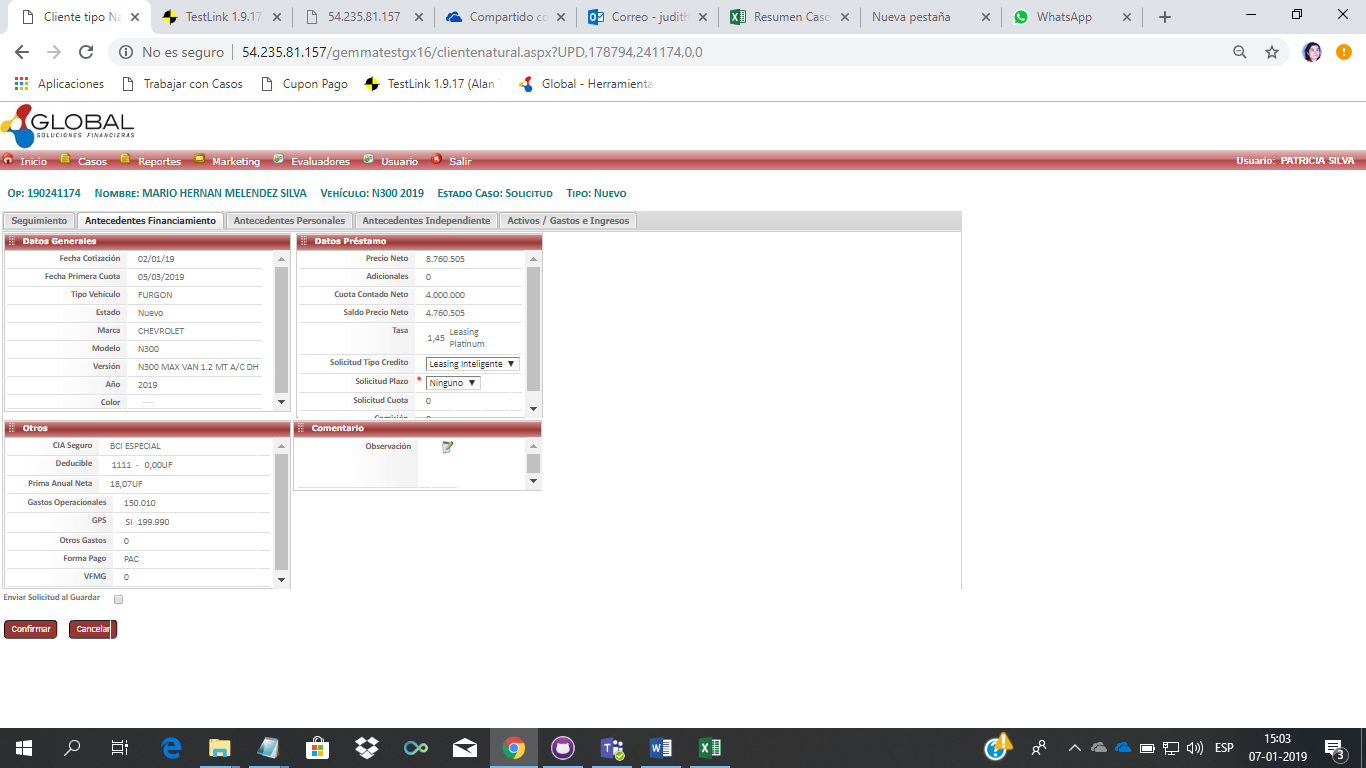 Cliente tipo Na
TestLink 1.9.17
54.235.81.157
Compartido co
Correo - judith
Resumen Caso
Nueva pestaña
WhatsApp
No es seguro | 54.235.81.157/gemmatestgx16/clientenatural.aspx?UPD,178794,241174,0,0
Aplicaciones Trabajar con Casos Cupon Pago TestLink 1.9.17 (Alan Global - Herramienta
GLOBAL
SOLUCIONES FINANCIERAS
Inicio Casos Reportes Marketing Evaluadores Usuario Salir Usuario: PATRICIA SILVA
OP: 190241174 NOMBRE: MARIO HERNAN MELENDEZ SILVA VEHÍCULO: N300 2019 ESTADO CASO: SOLICITUD TIPO: NUEVO
Seguimiento Antecedentes Financiamiento Antecedentes Personales Antecedentes Independiente Activos / Gastos e Ingresos
Datos Generales
Fecha Cotización 02/01/19
Fecha Primera Cuota 05/03/2019
Tipo Vehículo FURGON
Estado Nuevo
Marca CHEVROLET
Modelo N300
Versión N300 MAX VAN 1.2 MT A/C DH
Año 2019
Color
Datos Préstamo
Precio Neto 8.760.505
Adicionales 0
Cuota Contado Neto 4.000.000
Saldo Precio Neto 4.760.505
Tasa 1,45 Leasing
Platinum
Solicitud Tipo Credito Leasing Inteligente
Solicitud Plazo * Ninguno
Solicitud Cuota 0
Comisión 0
Otros
CIA Seguro BCI ESPECIAL
Deducible 1111 - 0,00UF
Prima Anual Neta 18,07UF
Gastos Operacionales 150.010
GPS SI 199.990
Otros Gastos 0
Forma Pago PAC
VFMG 0
Comentario
Observación
Enviar Solicitud al Guardar
Confirmar Cancelar
ESP
15:03
07-01-2019
3